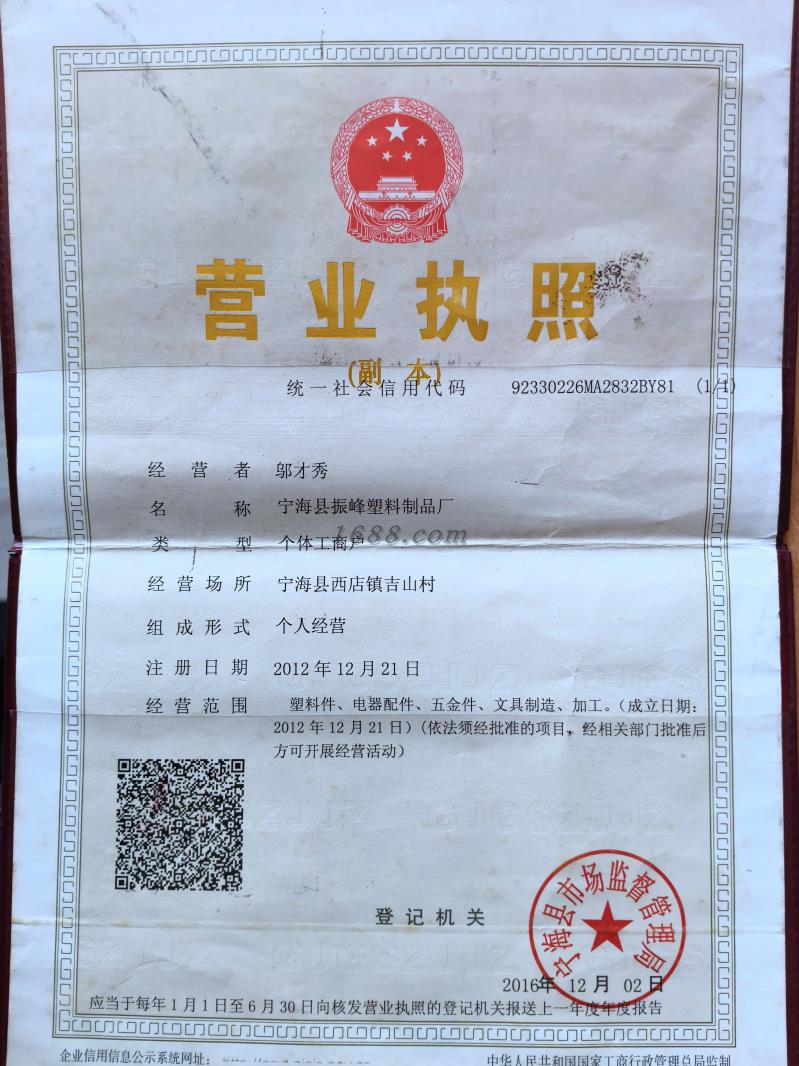 营业执照
(副 本)
统一社会信用代码 92330226MA2832BY81 (1/1)
经营者 邬才秀
名称 宁海县振峰塑料制品厂
1688.com
类型 个体工商户
经营场所 宁海县西店镇吉山村
组成形式 个人经营
注册日期 2012年12月21日
经营范围 塑料件、电器配件、五金件、文具制造、加工。(成立日期:
2012年12月21日)(依法须经批准的项目,经相关部门批准后
方可开展经营活动)
登记机关
宁海县市场监督管理局
2016年 12月 02日
应当于每年1月1日至6月30日向核发营业执照的登记机关报送上一年度年度报告
企业信用信息公示系统网址:
中华人民共和国国家工商行政管理总局监制